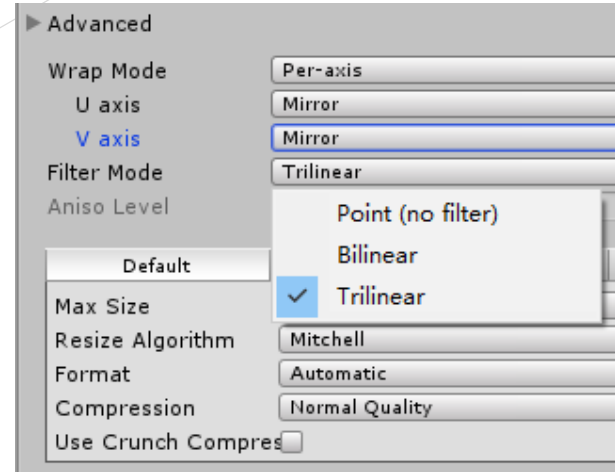 Advanced
Wrap Mode Per-axis
U axis Mirror
V axis Mirror
Filter Mode Trilinear
Aniso Level
Point (no filter)
Bilinear
Trilinear
Default
Max Size
Resize Algorithm Mitchell
Format Automatic
Compression Normal Quality
Use Crunch Compres